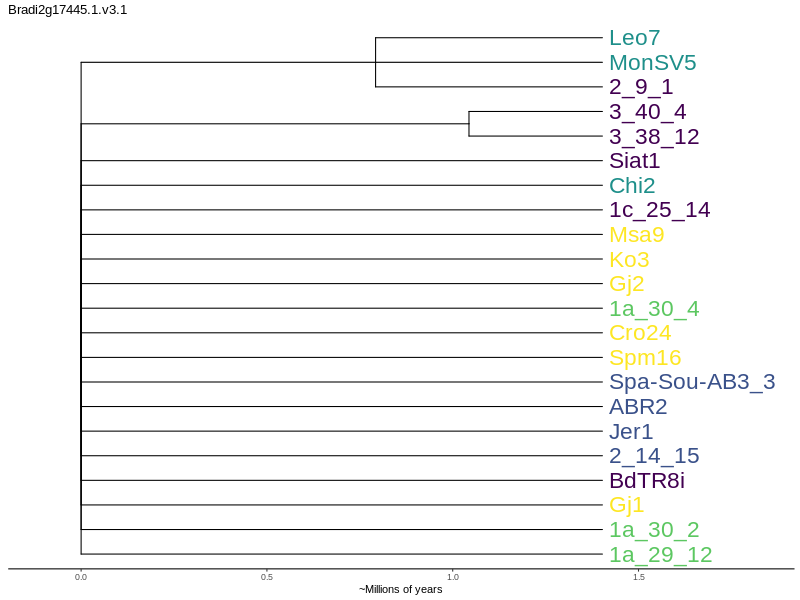 Bradi2g17445.1.v3.1
Leo7
MonSV5
2_9_1
3_40_4
3_38_12
Siat1
Chi2
1c_25_14
Msa9
Ko3
Gj2
1a_30_4
Cro24
Spm16
Spa-Sou-AB3_3
ABR2
Jer1
2_14_15
BdTR8i
Gj1
1a_30_2
1a_29_12
0.0 0.5 1.0 1.5
~Millions of years